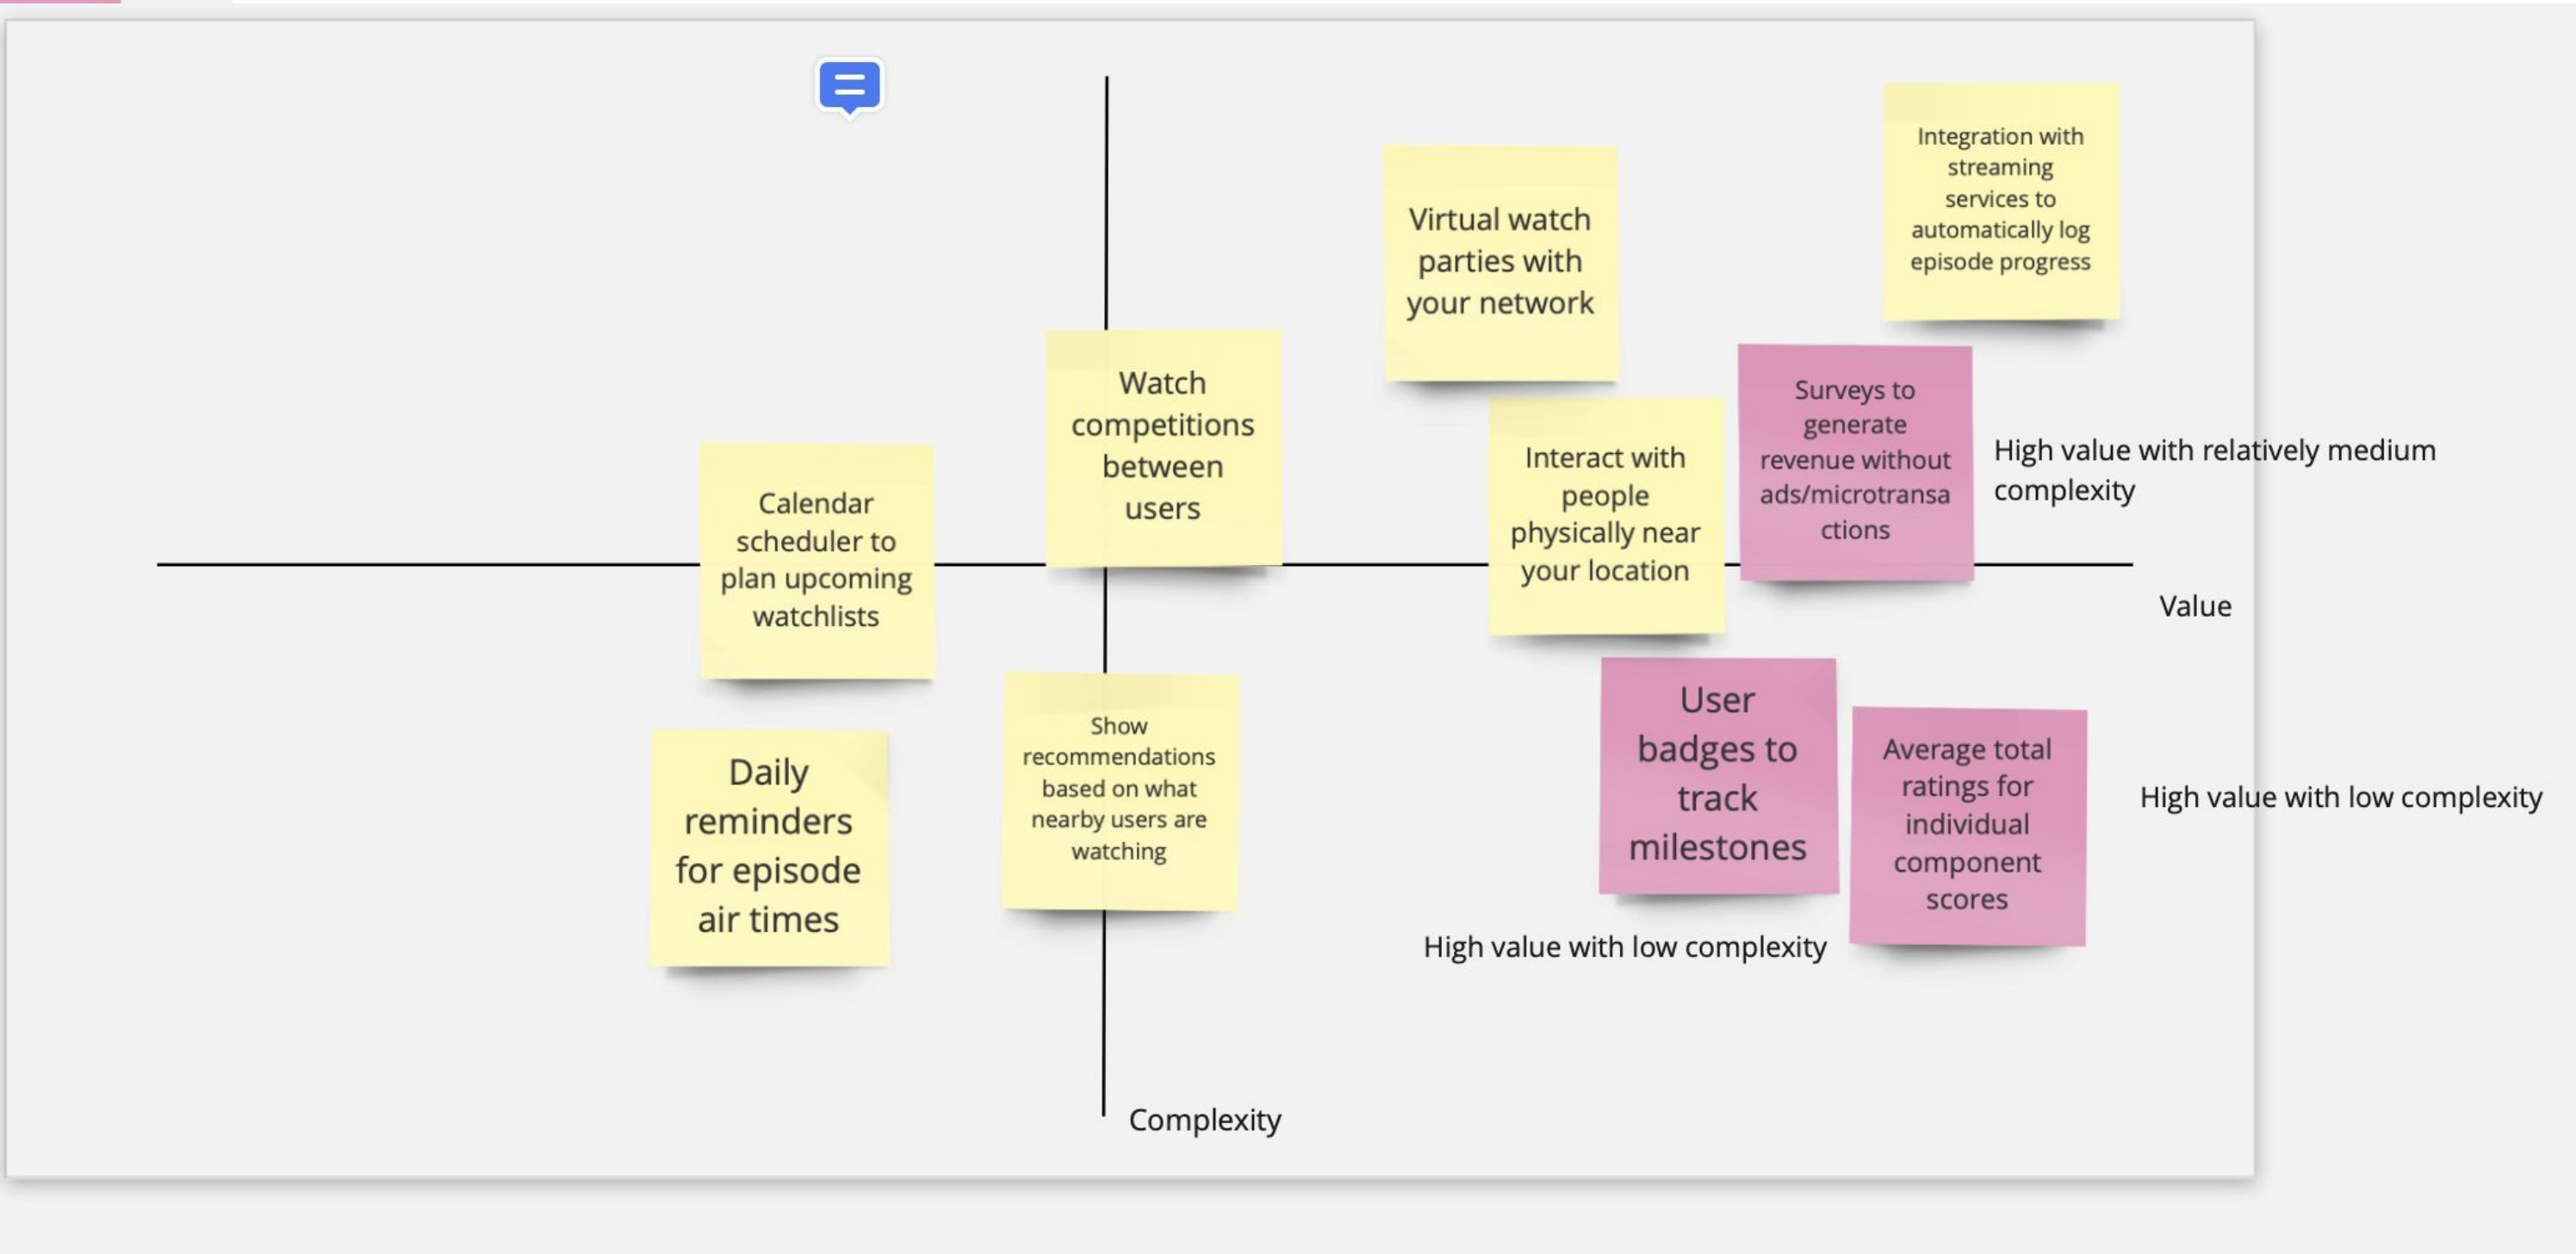 Integration with
streaming
services to
automatically log
episode progress
Virtual watch
parties with
your network
Watch
competitions
between
users
Surveys to
generate
revenue without
ads/microtransa
ctions
High value with relatively medium
complexity
Interact with
people
physically near
your location
Calendar
scheduler to
plan upcoming
watchlists
Value
User
badges to
track
milestones
Average total
ratings for
individual
component
scores
High value with low complexity
Show
recommendations
based on what
nearby users are
watching
Daily
reminders
for episode
air times
High value with low complexity
Complexity